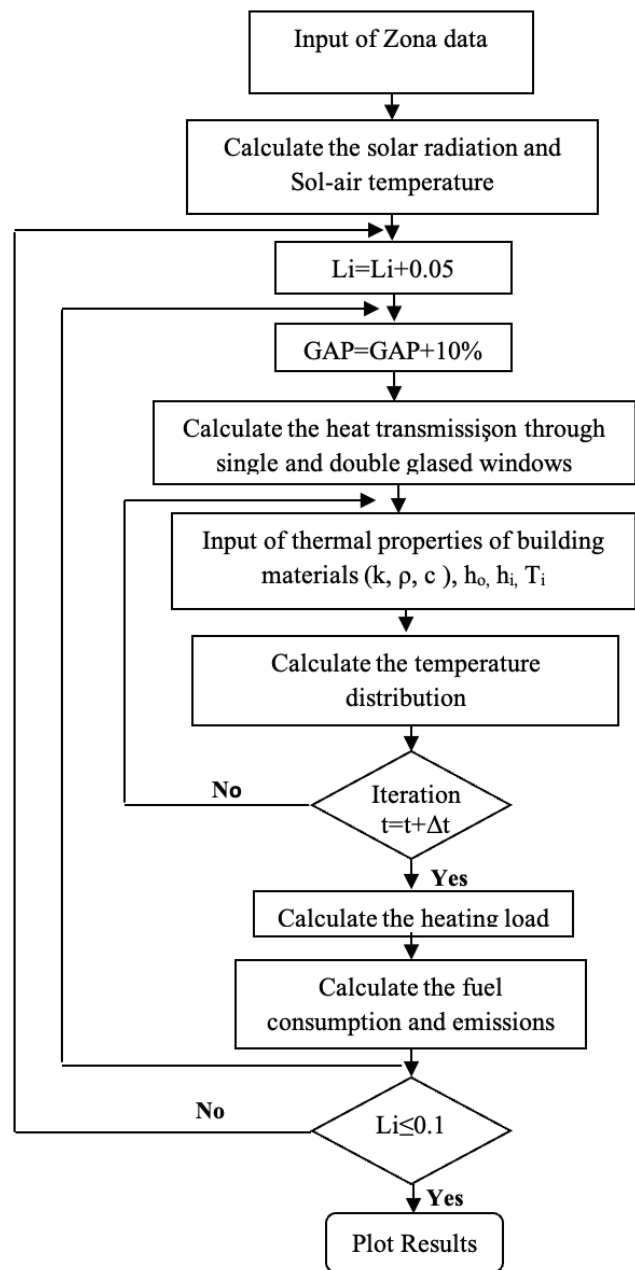 Input of Zona data
Calculate the solar radiation and
Sol-air temperature
Li=Li+0.05
GAP=GAP+10%
Calculate the heat transmissişon through
single and double glased windows
Input of thermal properties of building
materials (k, ρ, c ), hₒ, hᵢ, Tᵢ
Calculate the temperature
distribution
No
Iteration
t=t+Δt
Yes
Calculate the heating load
Calculate the fuel
consumption and emissions
No
Li≤0.1
Yes
Plot Results